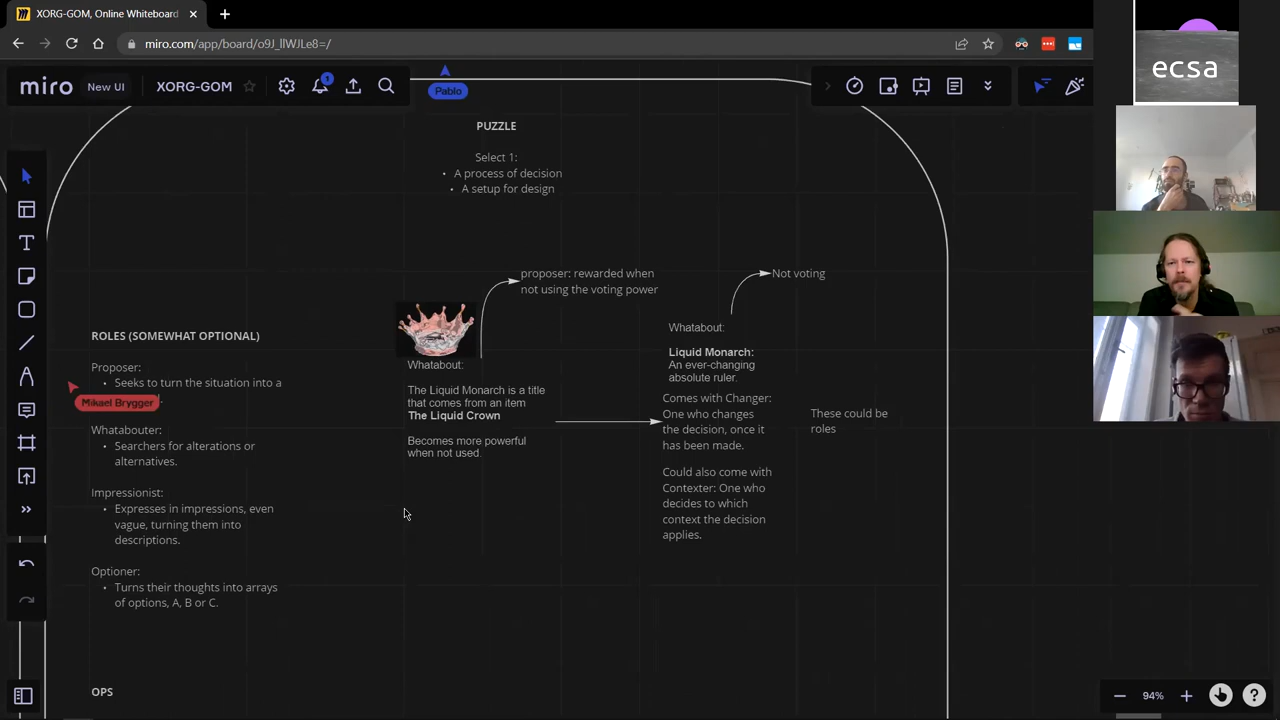 XORG-GOM, Online Whiteboard
miro.com/app/board/o9J_llWJLe8=/
miro
New UI
XORG-GOM
1
Pablo
ecsa
PUZZLE
Select 1:
• A process of decision
• A setup for design
proposer: rewarded when
not using the voting power
Not voting
ROLES (SOMEWHAT OPTIONAL)
Proposer:
• Seeks to turn the situation into a
Mikael Brygger
Whatabouter:
• Searchers for alterations or
alternatives.
Impressionist:
• Expresses in impressions, even
vague, turning them into
descriptions.
Optioner:
• Turns their thoughts into arrays
of options, A, B or C.
Whatabout:
The Liquid Monarch is a title
that comes from an item
The Liquid Crown
Becomes more powerful
when not used.
Whatabout:
Liquid Monarch:
An ever-changing
absolute ruler.
Comes with Changer:
One who changes
the decision, once it
has been made.
Could also come with
Contexter: One who
decides to which
context the decision
applies.
These could be
roles
OPS
94%